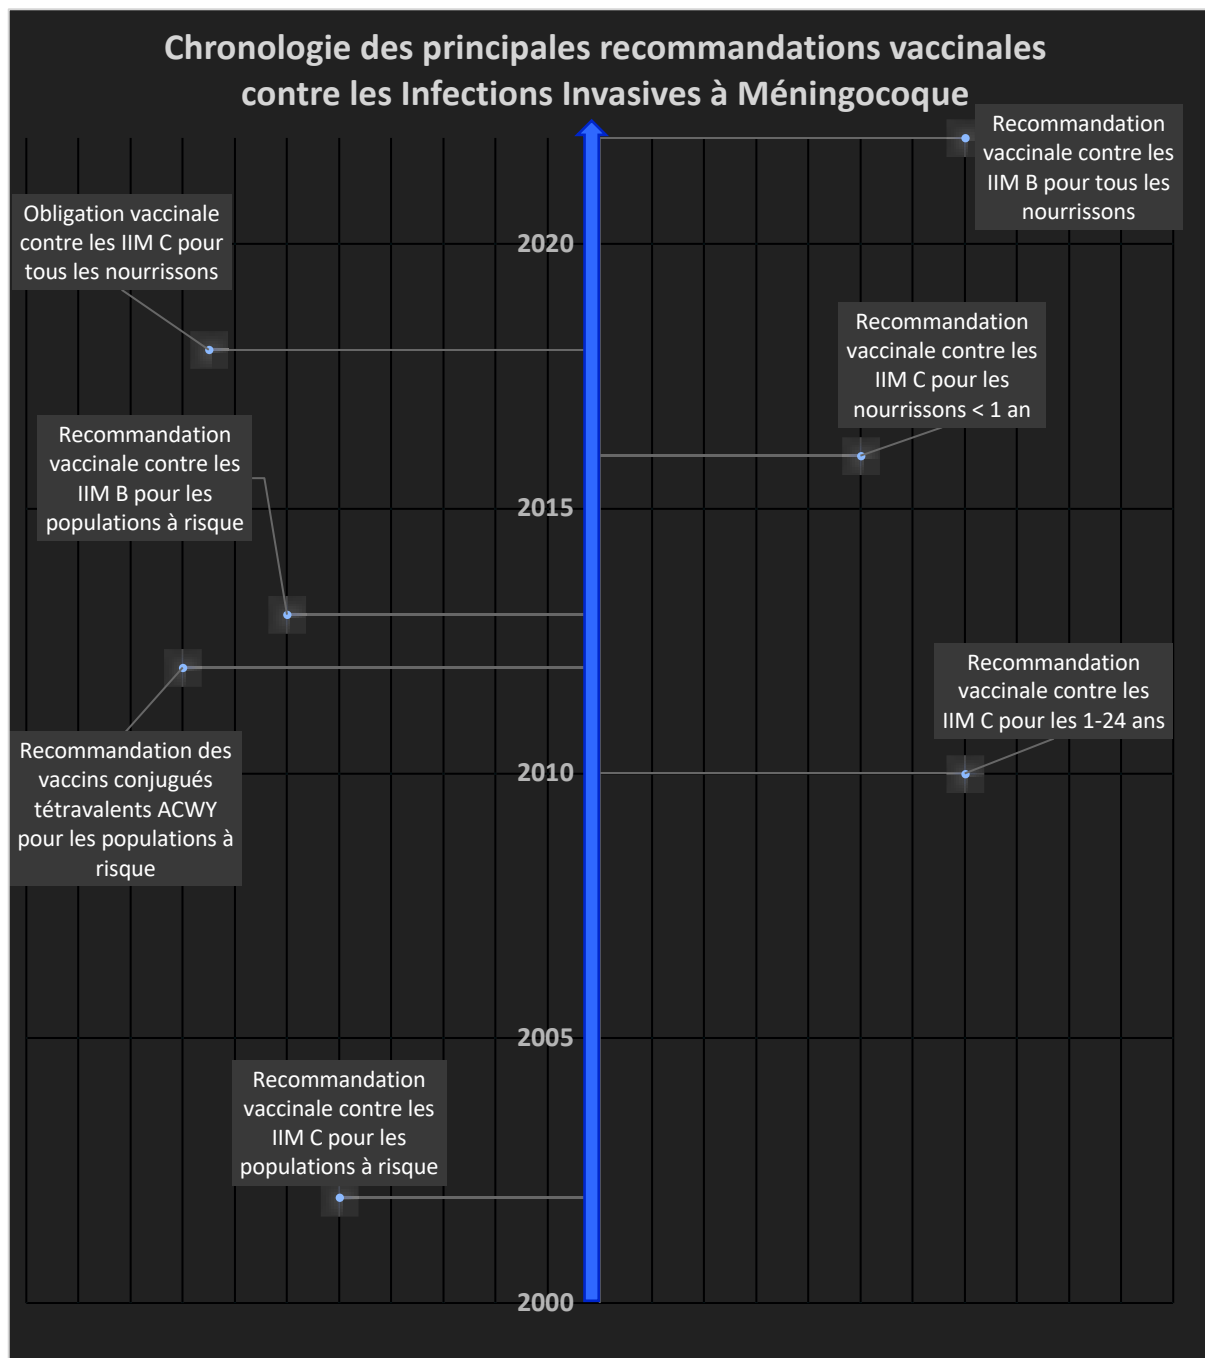 Chronologie des principales recommandations vaccinales
contre les Infections Invasives à Méningocoque
Recommandation
vaccinale contre les
IIM B pour tous les
nourrissons
Obligation vaccinale
contre les IIM C pour
tous les nourrissons
2020
Recommandation
vaccinale contre les
IIM C pour les
nourrissons < 1 an
Recommandation
vaccinale contre les
IIM B pour les
populations à risque
2015
Recommandation
vaccinale contre les
IIM C pour les 1-24 ans
Recommandation des
vaccins conjugués
tétravalents ACWY
pour les populations à
risque
2010
2005
Recommandation
vaccinale contre les
IIM C pour les
populations à risque
2000